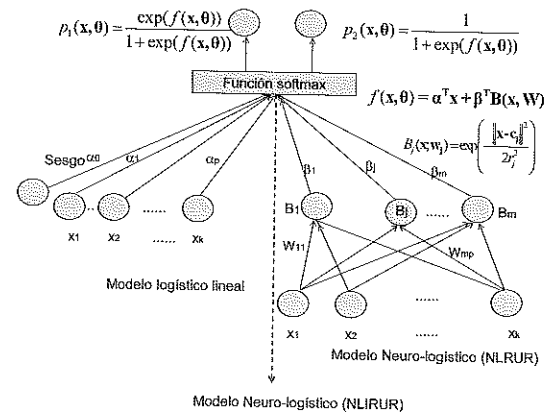 p₁(x,θ) = exp(f(x,θ)) / (1+exp(f(x,θ)))
p₂(x,θ) = 1 / (1+exp(f(x,θ)))
Función softmax
f(x,θ) = αᵀx + βᵀB(x, W)
Bⱼ(x;wⱼ) = exp(‖x-cⱼ‖² / 2rⱼ²)
Sesgo α₀ α₁ αₚ
β₁ βⱼ βₘ
B₁ Bⱼ ...... Bₘ
...... ......
x₁ x₂ ...... xₖ
W₁₁ Wₘₚ
Modelo logístico lineal
......
x₁ x₂ ...... xₖ
Modelo Neuro-logístico (NLRUR)
Modelo Neuro-logístico (NLIRUR)